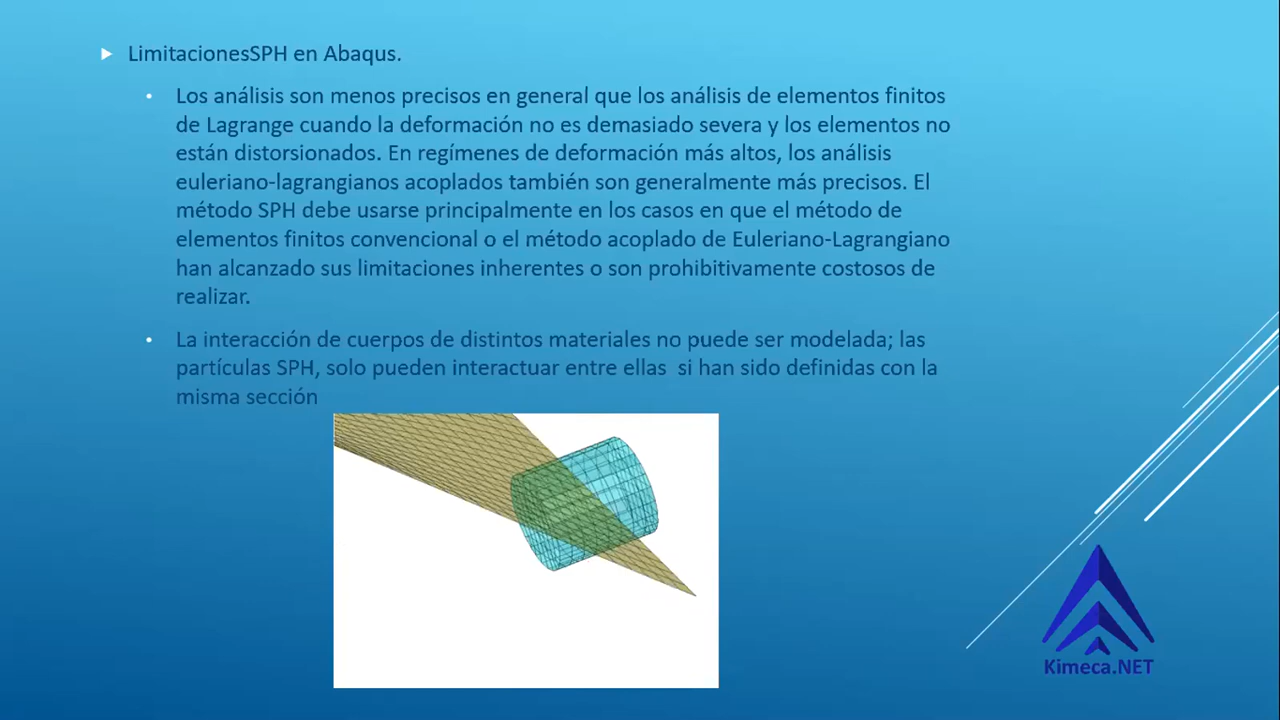 LimitacionesSPH en Abaqus.
Los análisis son menos precisos en general que los análisis de elementos finitos
de Lagrange cuando la deformación no es demasiado severa y los elementos no
están distorsionados. En regímenes de deformación más altos, los análisis
euleriano-lagrangianos acoplados también son generalmente más precisos. El
método SPH debe usarse principalmente en los casos en que el método de
elementos finitos convencional o el método acoplado de Euleriano-Lagrangiano
han alcanzado sus limitaciones inherentes o son prohibitivamente costosos de
realizar.
La interacción de cuerpos de distintos materiales no puede ser modelada; las
partículas SPH, solo pueden interactuar entre ellas  si han sido definidas con la
misma sección
Kimeca.NET